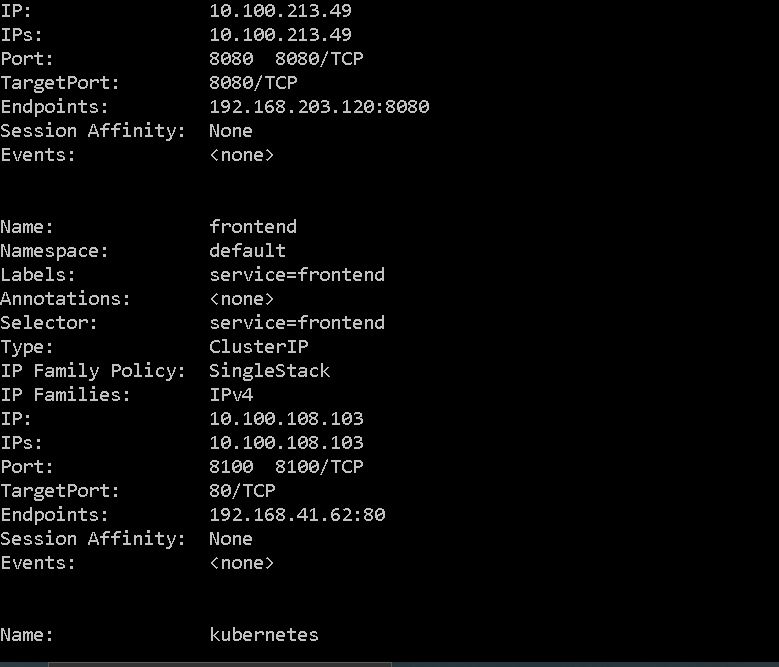 IP: 10.100.213.49
IPs: 10.100.213.49
Port: 8080 8080/TCP
TargetPort: 8080/TCP
Endpoints: 192.168.203.120:8080
Session Affinity: None
Events: <none>
Name: frontend
Namespace: default
Labels: service=frontend
Annotations: <none>
Selector: service=frontend
Type: ClusterIP
IP Family Policy: SingleStack
IP Families: IPv4
IP: 10.100.108.103
IPs: 10.100.108.103
Port: 8100 8100/TCP
TargetPort: 80/TCP
Endpoints: 192.168.41.62:80
Session Affinity: None
Events: <none>
Name: kubernetes